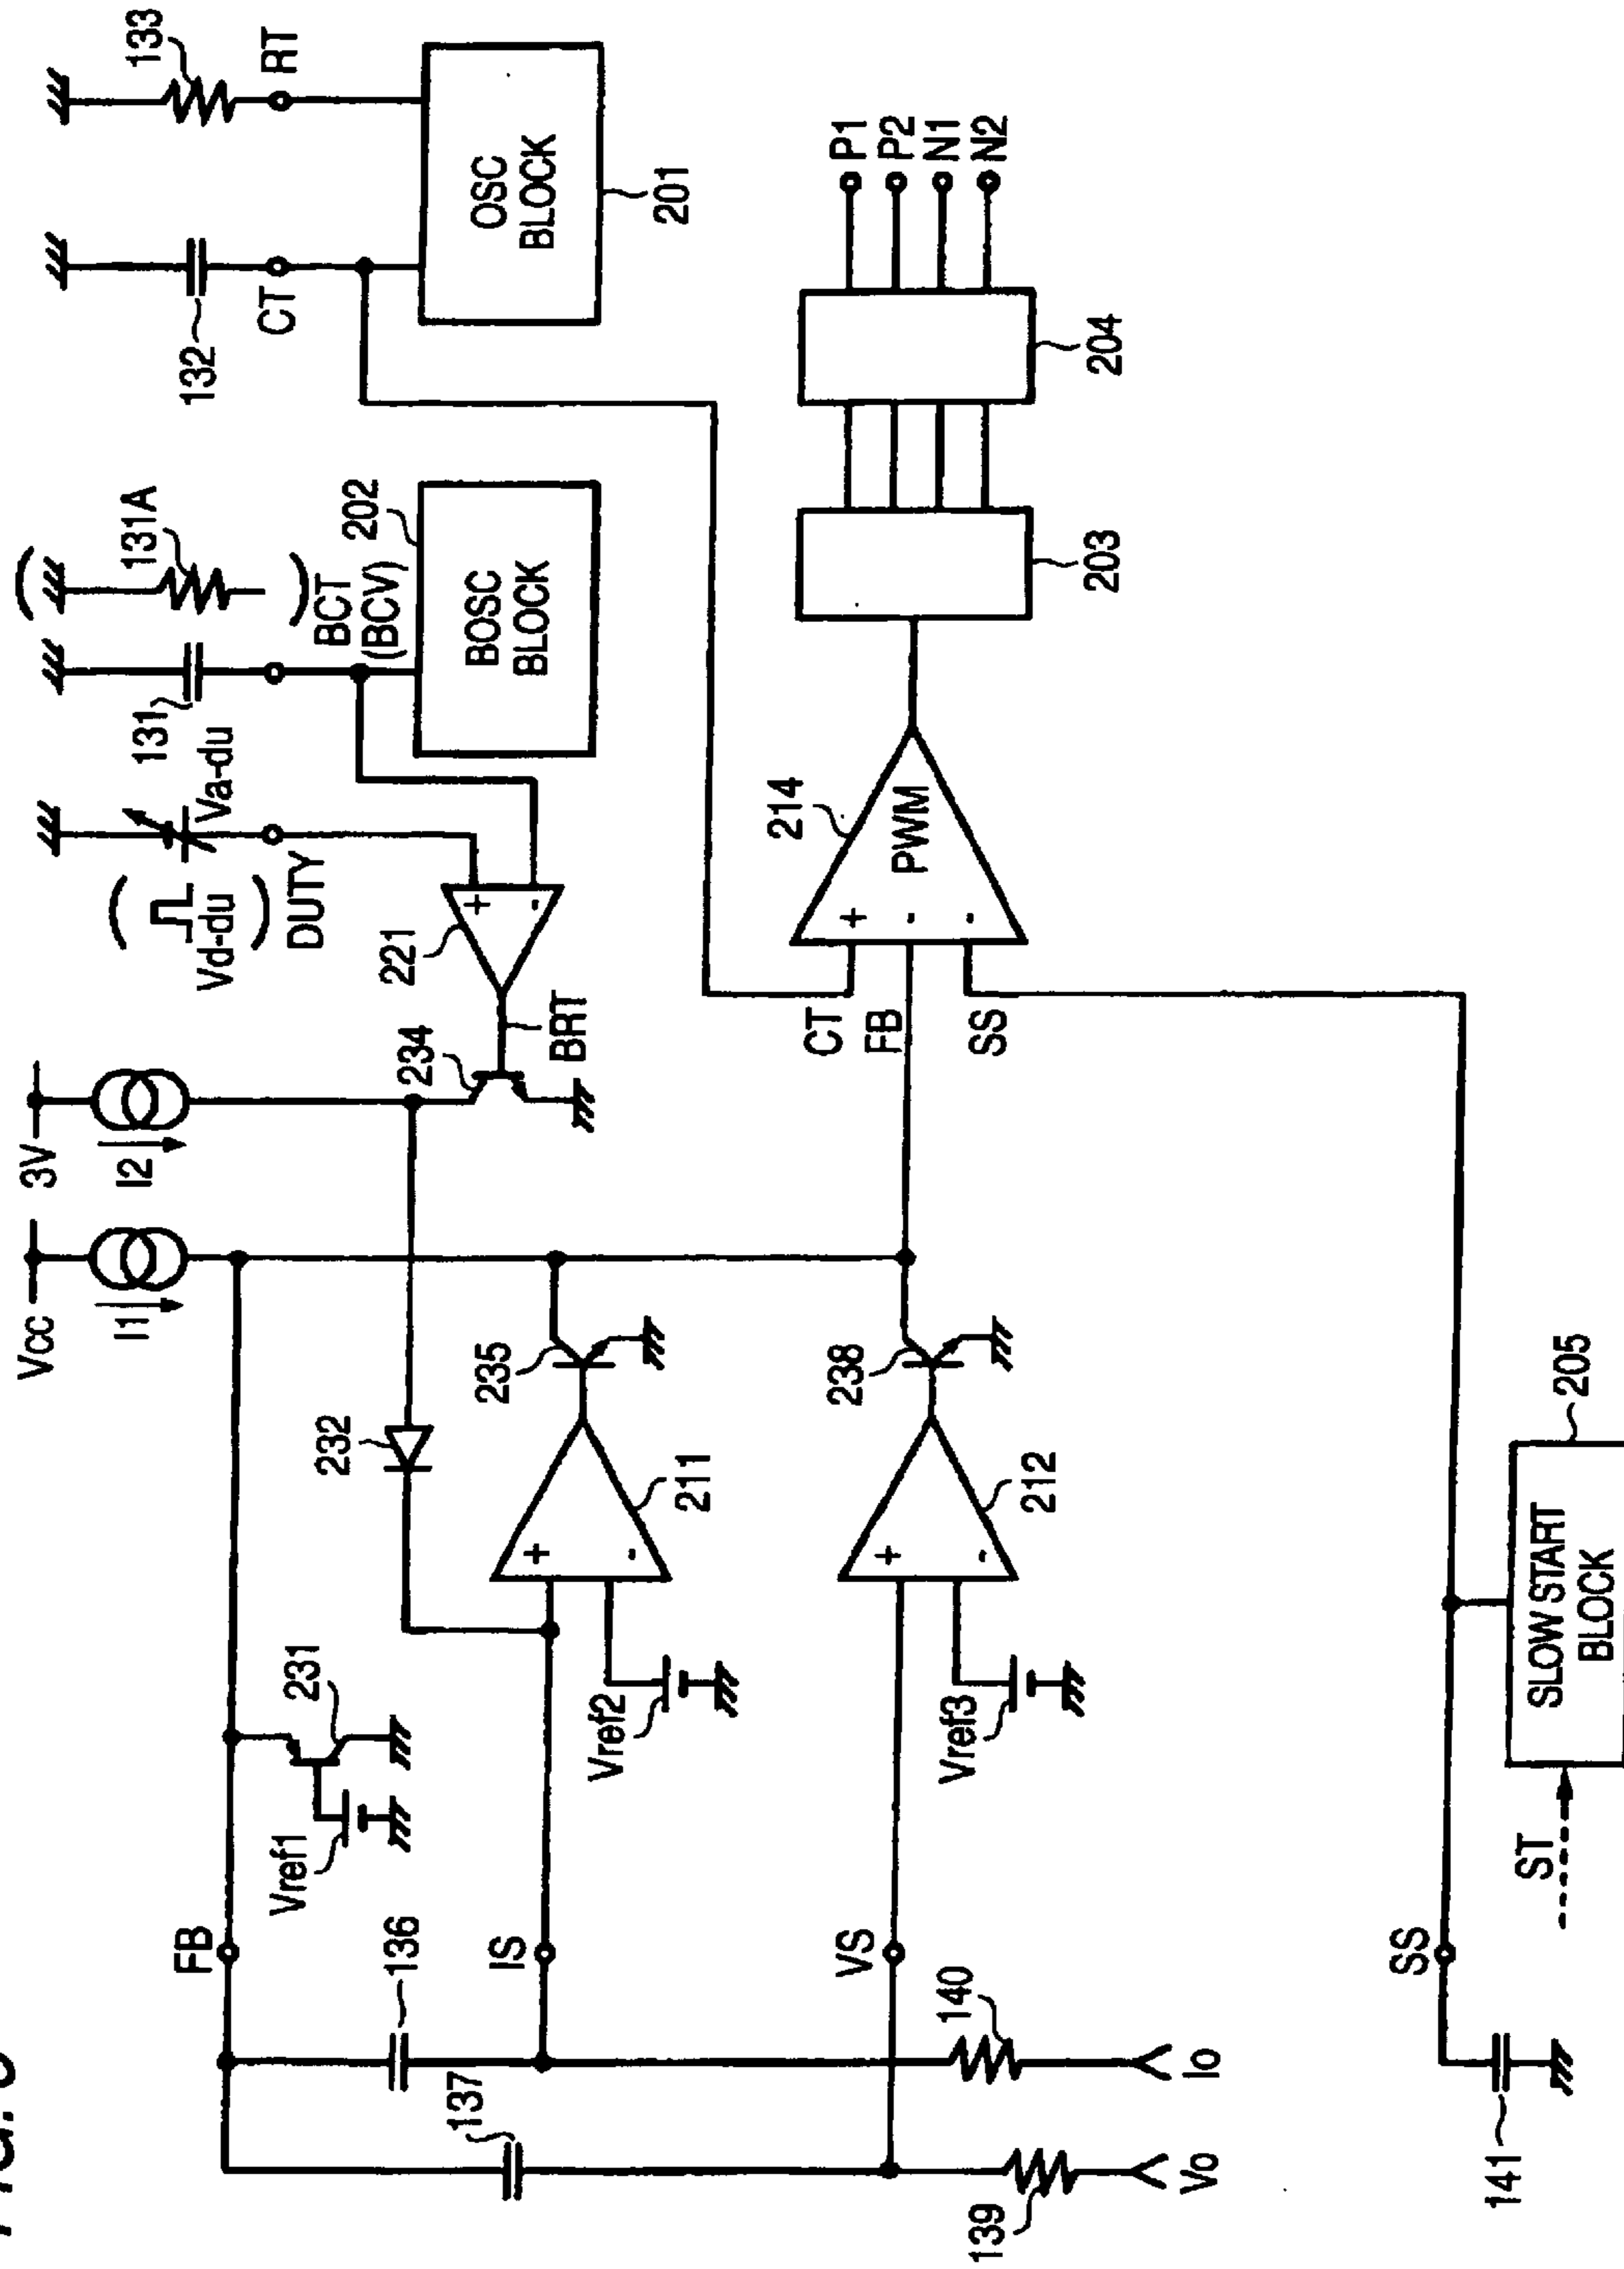 Vcc
3V
I1
I2
Vd-du
Va-du
DUTY
131
131A
BCT
(BCV)
132
CT
133
RT
FB
Vref1
231
232
234
221
BRT
202
BOSC
BLOCK
OSC
BLOCK
201
137
136
IS
Vref2
+
-
211
235
+
-
VS
Vref3
+
-
212
238
139
Vo
140
Io
CT
FB
SS
+
-
-
PWM
214
203
204
P1
P2
N1
N2
141
SS
ST
SLOW START
BLOCK
205